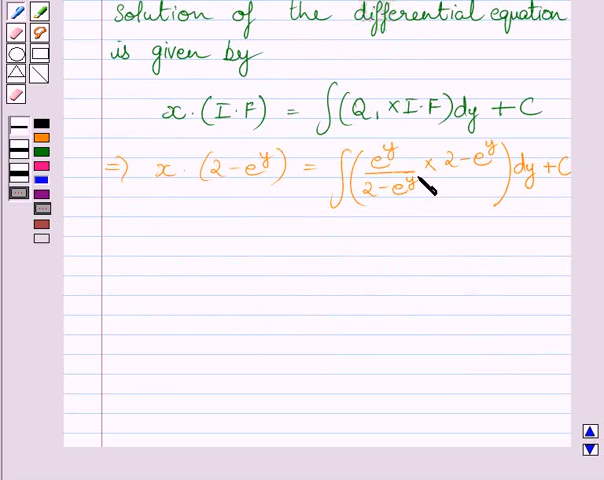 solution of the differential equation
is given by
x · (I·F) = ∫(Q₁ × I·F)dy + C
⇒ x · (2 - e^y) = ∫(e^y/(2 - e^y) × 2 - e^y)dy + C